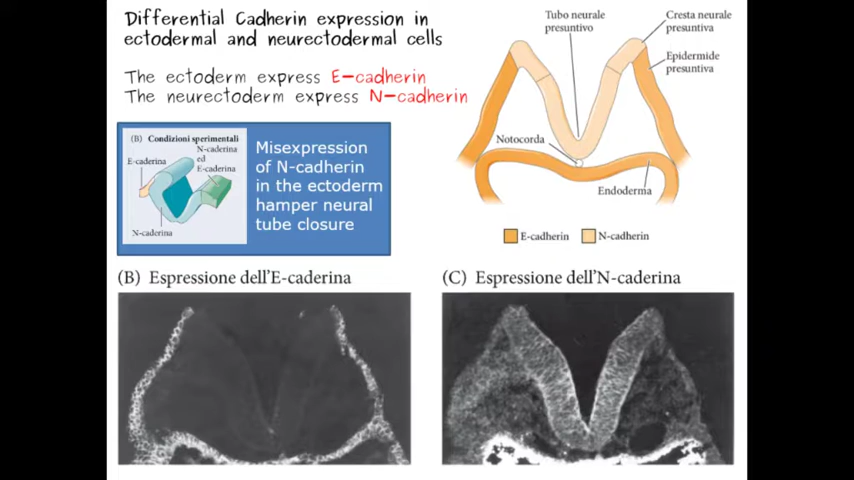 Differential Cadherin expression in
ectodermal and neurectodermal cells
The ectoderm express E-cadherin
The neurectoderm express N-cadherin
(B) Condizioni sperimentali
E-caderina
N-caderina
ed
E-caderina
N-caderina
Misexpression
of N-cadherin
in the ectoderm
hamper neural
tube closure
Tubo neurale
presuntivo
Cresta neurale
presuntiva
Epidermide
presuntiva
Notocorda
Endoderma
E-cadherin
N-cadherin
(B) Espressione dell'E-caderina
(C) Espressione dell'N-caderina